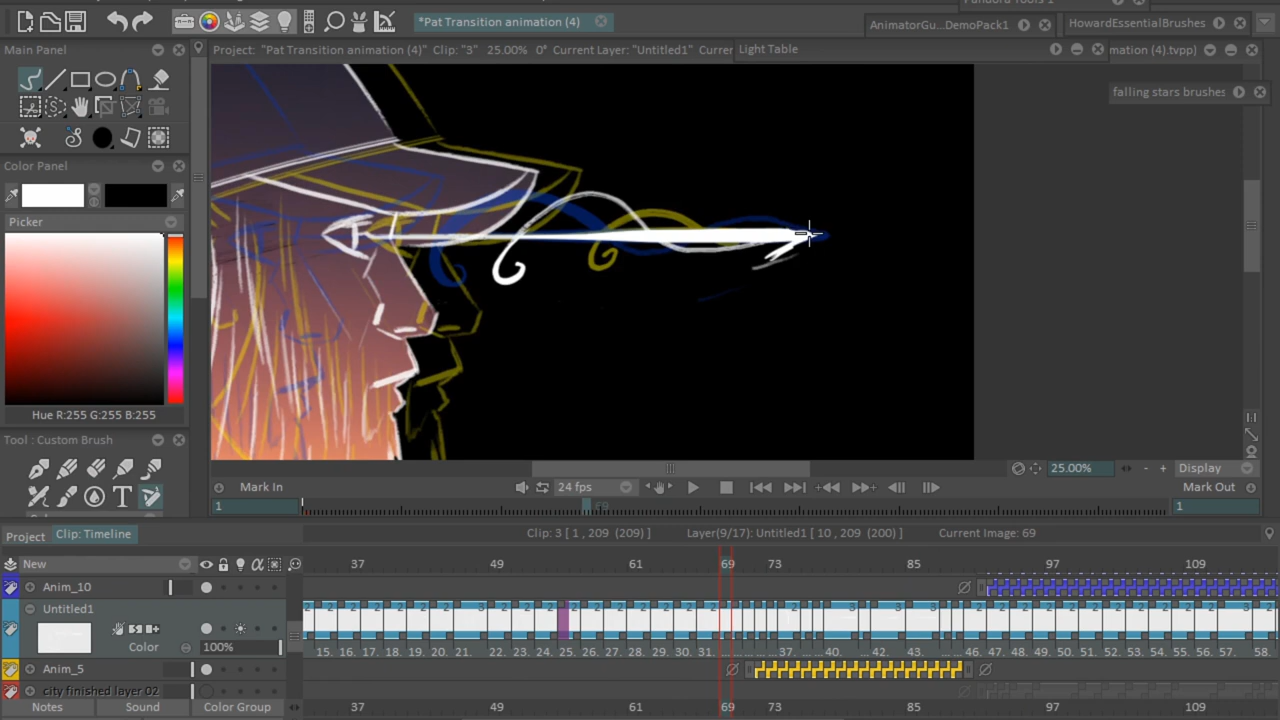 Pandora Tools 1
*Pat Transition animation (4)
AnimatorGu...DemoPack1
HowardEssentialBrushes
Main Panel
Project: "Pat Transition animation (4)" Clip: "3" 25.00% 0° Current Layer: "Untitled1" Currer
Light Table
mation (4).tvpp)
falling stars brushes
Color Panel
Picker
Hue R:255 G:255 B:255
Tool : Custom Brush
25.00%
Display
Mark In
24 fps
Mark Out
1
69
1
Project
Clip: Timeline
Clip: 3 [ 1 , 209 (209) ]
Layer(9/17): Untitled1 [ 10 , 209 (200) ]
Current Image: 69
New
37 49 61 69 73 85 97 109
Anim_10
Untitled1
Color
100%
15. 16. 17. 18. 19. 20. 21. 22. 23. 24. 25. 26. 27. 28. 29. 30. 31. ... 37. ... 40. 42. 43. ... 46. 47. 48. 49. 50. 51. 52. 53. 54. 55. 56. 57. 58.
Anim_5
city finished layer 02
Notes
Sound
Color Group
37 49 61 69 73 85 97 109